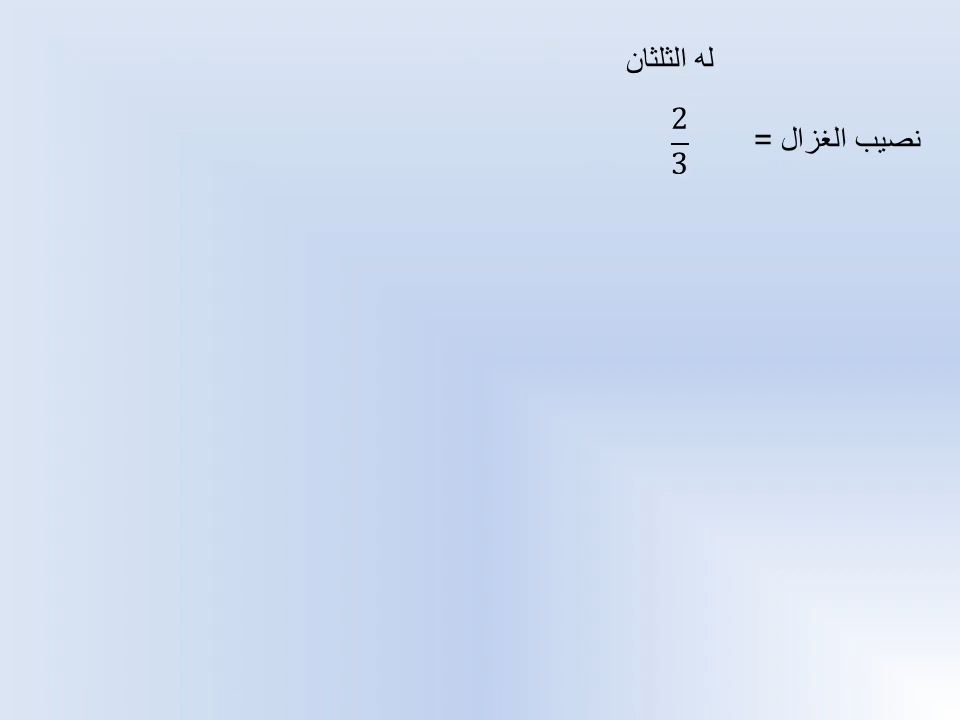 له الثلثان
نصيب الغزال = 2/3